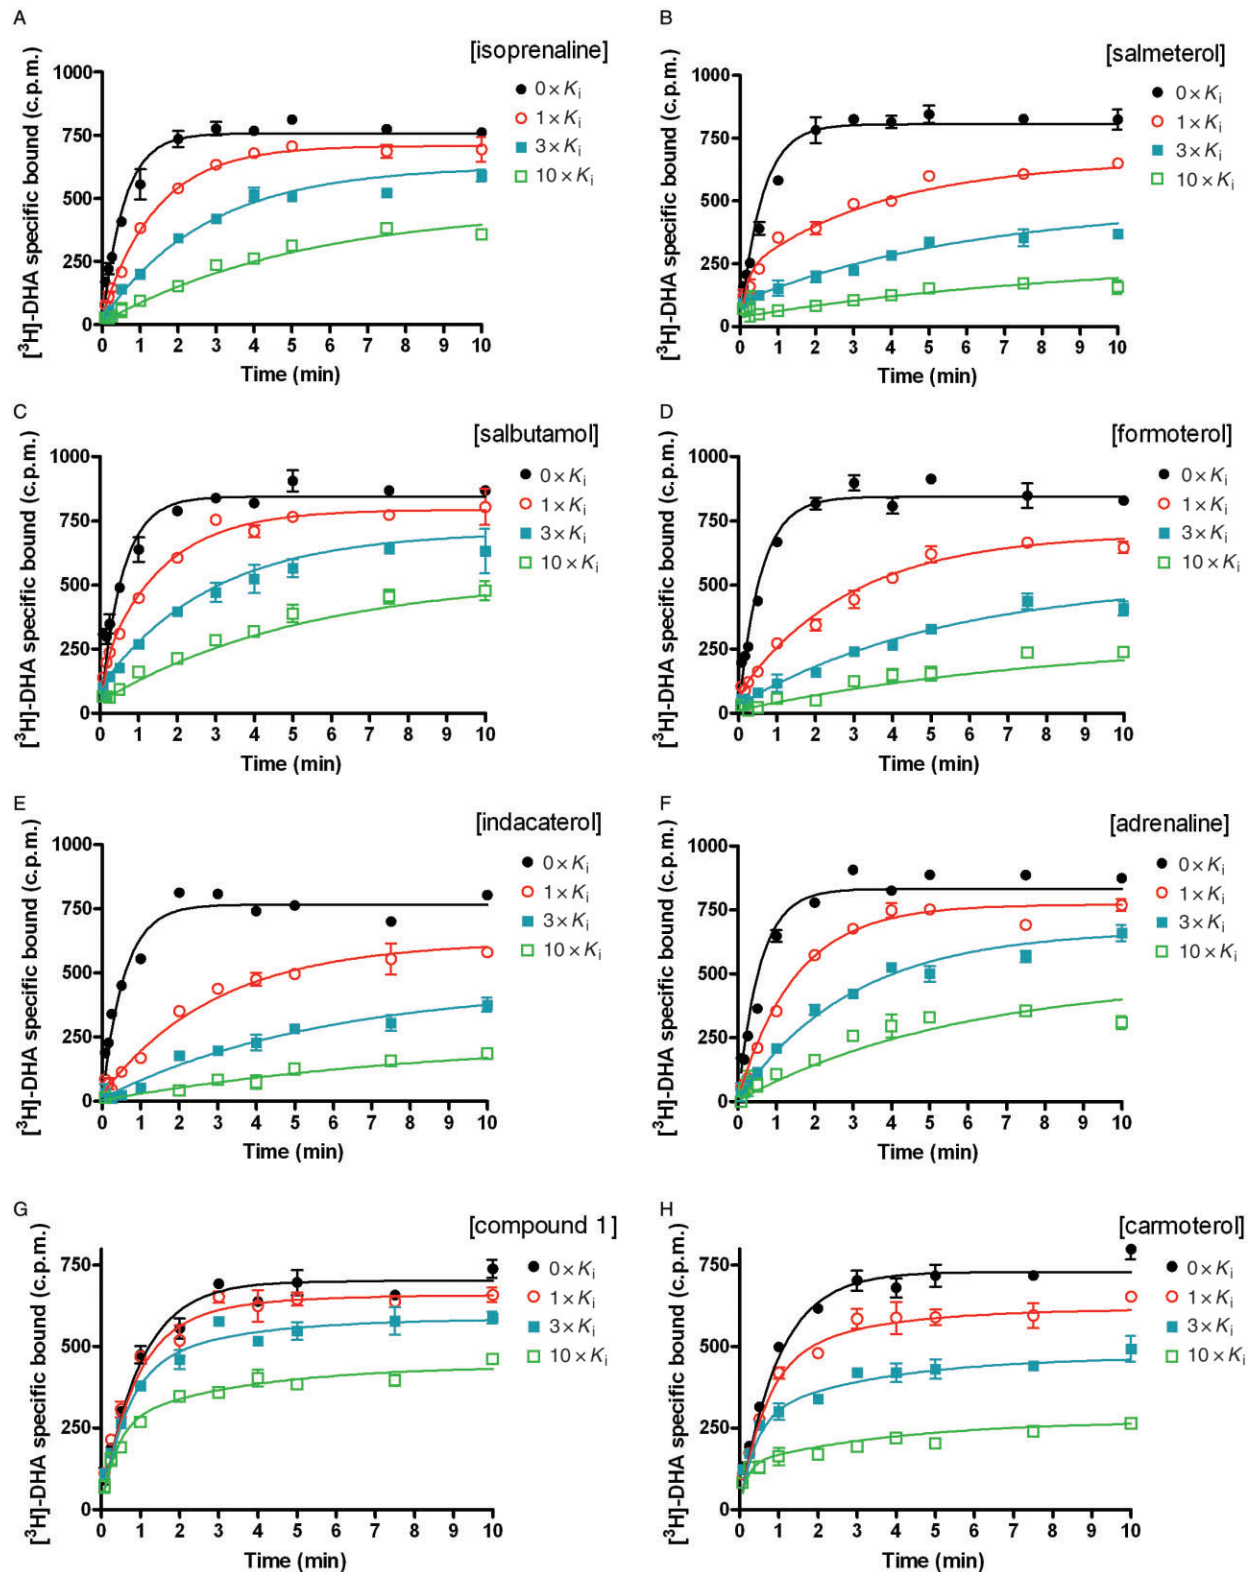 A
[isoprenaline]
[³H]-DHA specific bound (c.p.m.)
1000
750
500
250
0
0 1 2 3 4 5 6 7 8 9 10
Time (min)
0 × Ki
1 × Ki
3 × Ki
10 × Ki
B
[salmeterol]
[³H]-DHA specific bound (c.p.m.)
1000
750
500
250
0
0 1 2 3 4 5 6 7 8 9 10
Time (min)
0 × Ki
1 × Ki
3 × Ki
10 × Ki
C
[salbutamol]
[³H]-DHA specific bound (c.p.m.)
1000
750
500
250
0
0 1 2 3 4 5 6 7 8 9 10
Time (min)
0 × Ki
1 × Ki
3 × Ki
10 × Ki
D
[formoterol]
[³H]-DHA specific bound (c.p.m.)
1000
750
500
250
0
0 1 2 3 4 5 6 7 8 9 10
Time (min)
0 × Ki
1 × Ki
3 × Ki
10 × Ki
E
[indacaterol]
[³H]-DHA specific bound (c.p.m.)
1000
750
500
250
0
0 1 2 3 4 5 6 7 8 9 10
Time (min)
0 × Ki
1 × Ki
3 × Ki
10 × Ki
F
[adrenaline]
[³H]-DHA specific bound (c.p.m.)
1000
750
500
250
0
0 1 2 3 4 5 6 7 8 9 10
Time (min)
0 × Ki
1 × Ki
3 × Ki
10 × Ki
G
[compound 1]
[³H]-DHA specific bound (c.p.m.)
750
500
250
0
0 1 2 3 4 5 6 7 8 9 10
Time (min)
0 × Ki
1 × Ki
3 × Ki
10 × Ki
H
[carmoterol]
[³H]-DHA specific bound (c.p.m.)
750
500
250
0
0 1 2 3 4 5 6 7 8 9 10
Time (min)
0 × Ki
1 × Ki
3 × Ki
10 × Ki